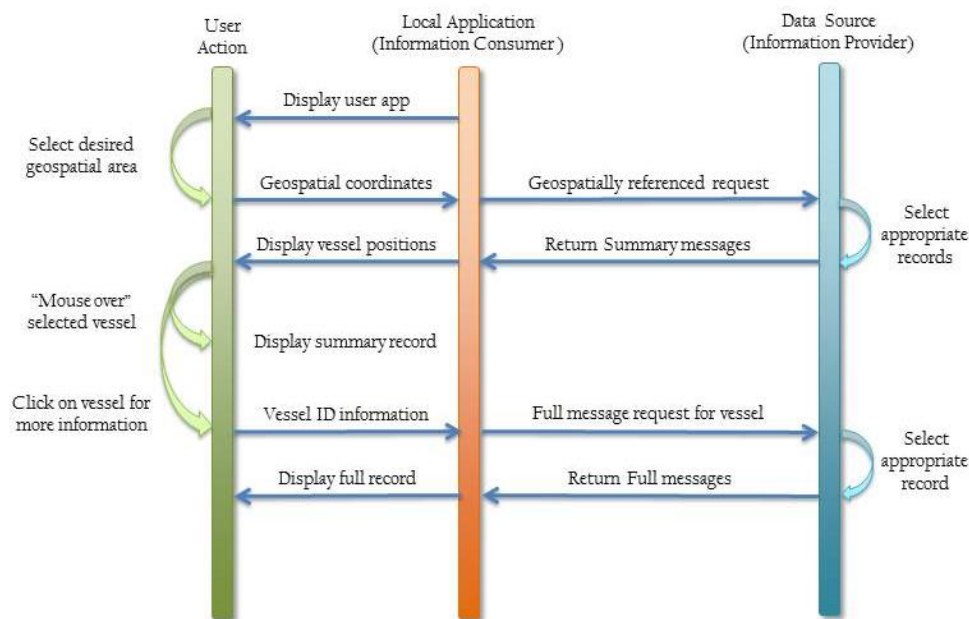 User
Action
Local Application
(Information Consumer)
Data Source
(Information Provider)
Display user app
Select desired
geospatial area
Geospatial coordinates
Geospatially referenced request
Select
appropriate
records
Display vessel positions
Return Summary messages
“Mouse over”
selected vessel
Display summary record
Click on vessel for
more information
Vessel ID information
Full message request for vessel
Select
appropriate
record
Display full record
Return Full messages